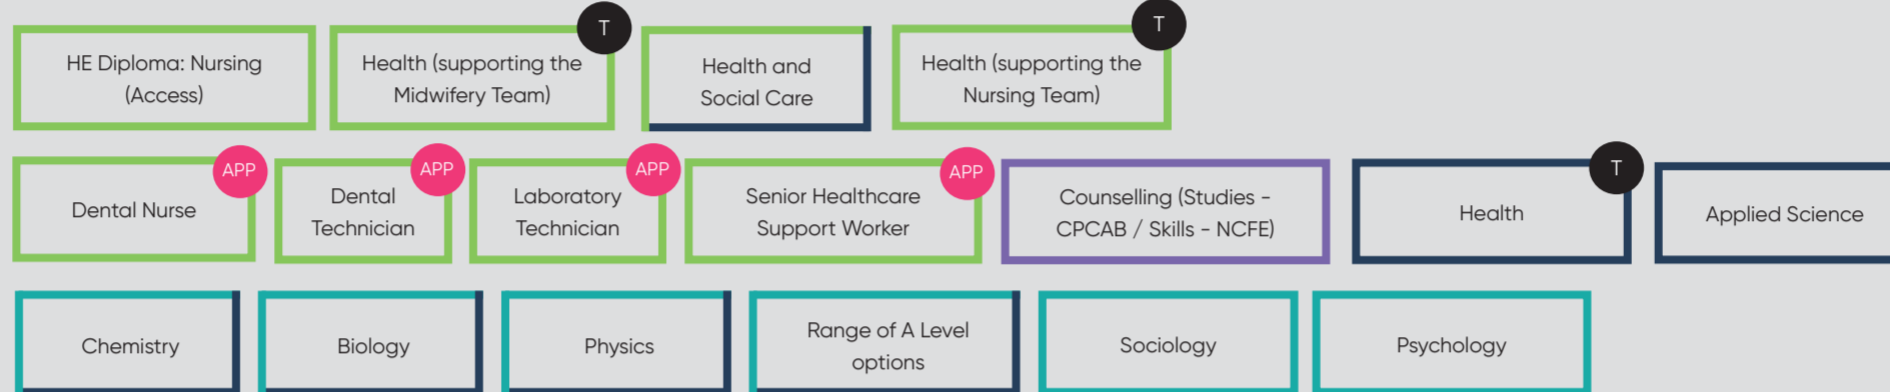 HE Diploma: Nursing
(Access)
T
Health (supporting the
Midwifery Team)
Health and
Social Care
T
Health (supporting the
Nursing Team)
APP
Dental Nurse
APP
Dental
Technician
APP
Laboratory
Technician
APP
Senior Healthcare
Support Worker
Counselling (Studies -
CPCAB / Skills - NCFE)
T
Health
Applied Science
Chemistry
Biology
Physics
Range of A Level
options
Sociology
Psychology